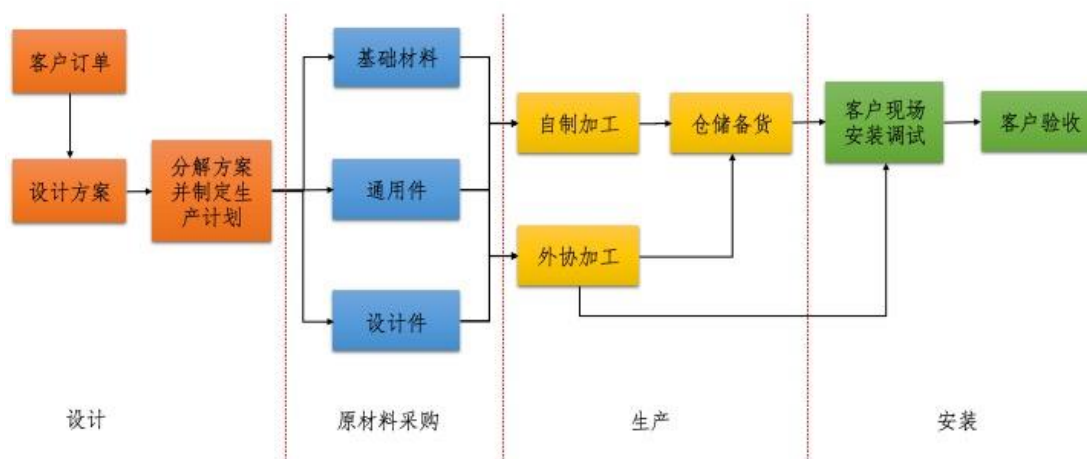 客户订单
设计方案
分解方案
并制定生
产计划
基础材料
通用件
设计件
自制加工
仓储备货
外协加工
客户现场
安装调试
客户验收
设计
原材料采购
生产
安装